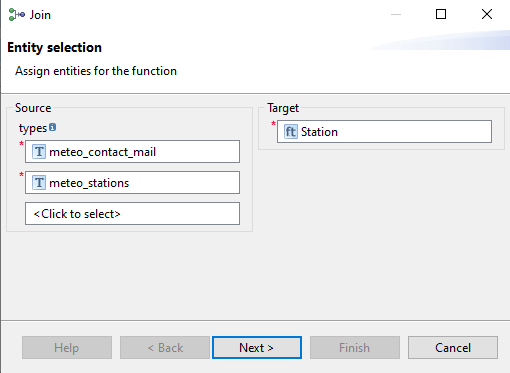 Join
Entity selection
Assign entities for the function
Source
types
* T meteo_contact_mail
* T meteo_stations
<Click to select>
Target
* ft Station
Help
< Back
Next >
Finish
Cancel